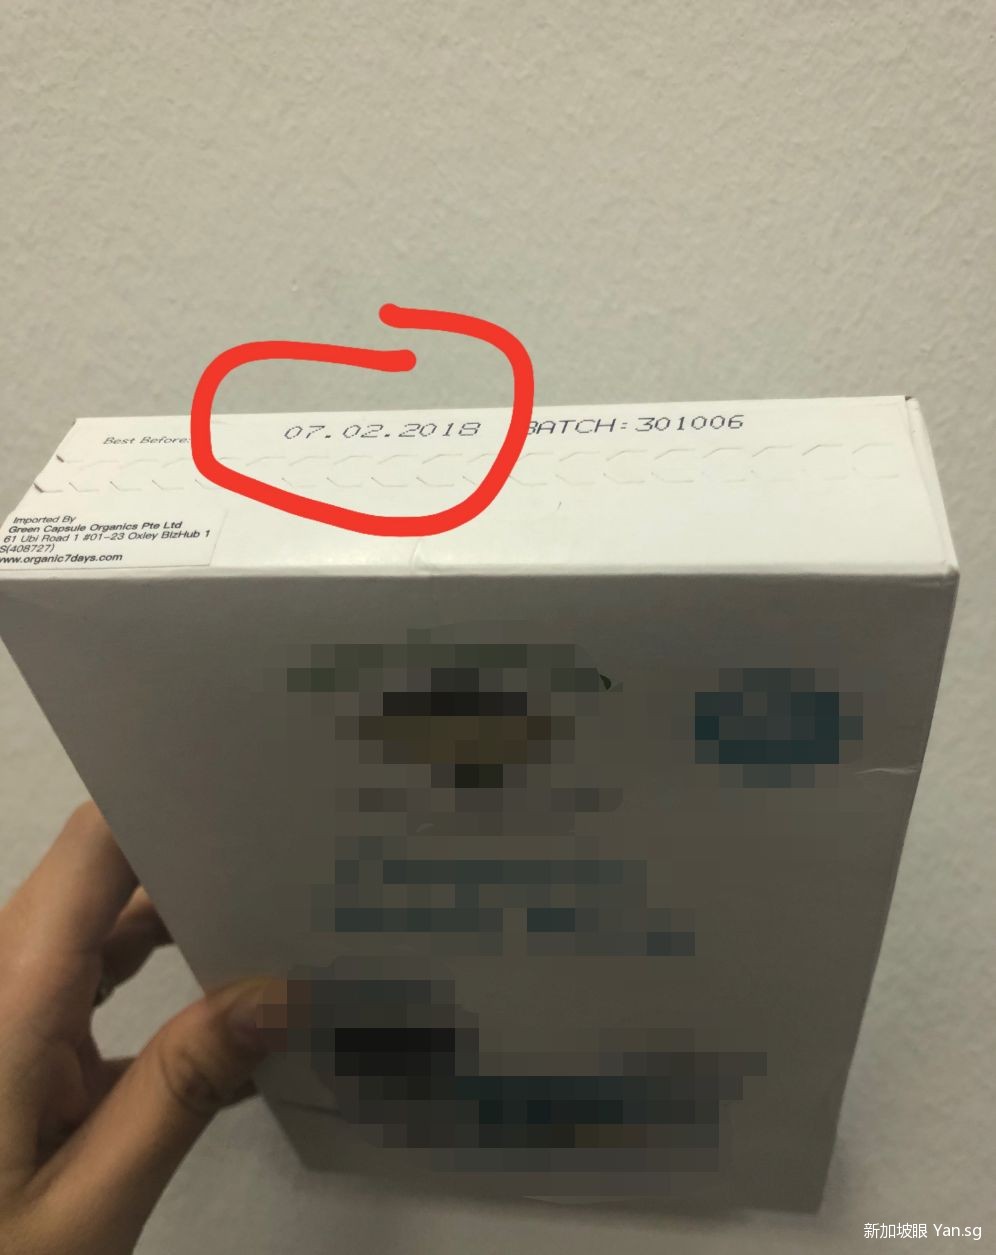 Best Before: 07.02.2018 BATCH:301006
Imported By
Green Capsule Organics Pte Ltd
61 Ubi Road 1 #01-23 Oxley BizHub 1
S(408727)
www.organic7days.com
新加坡眼 Yan.sg